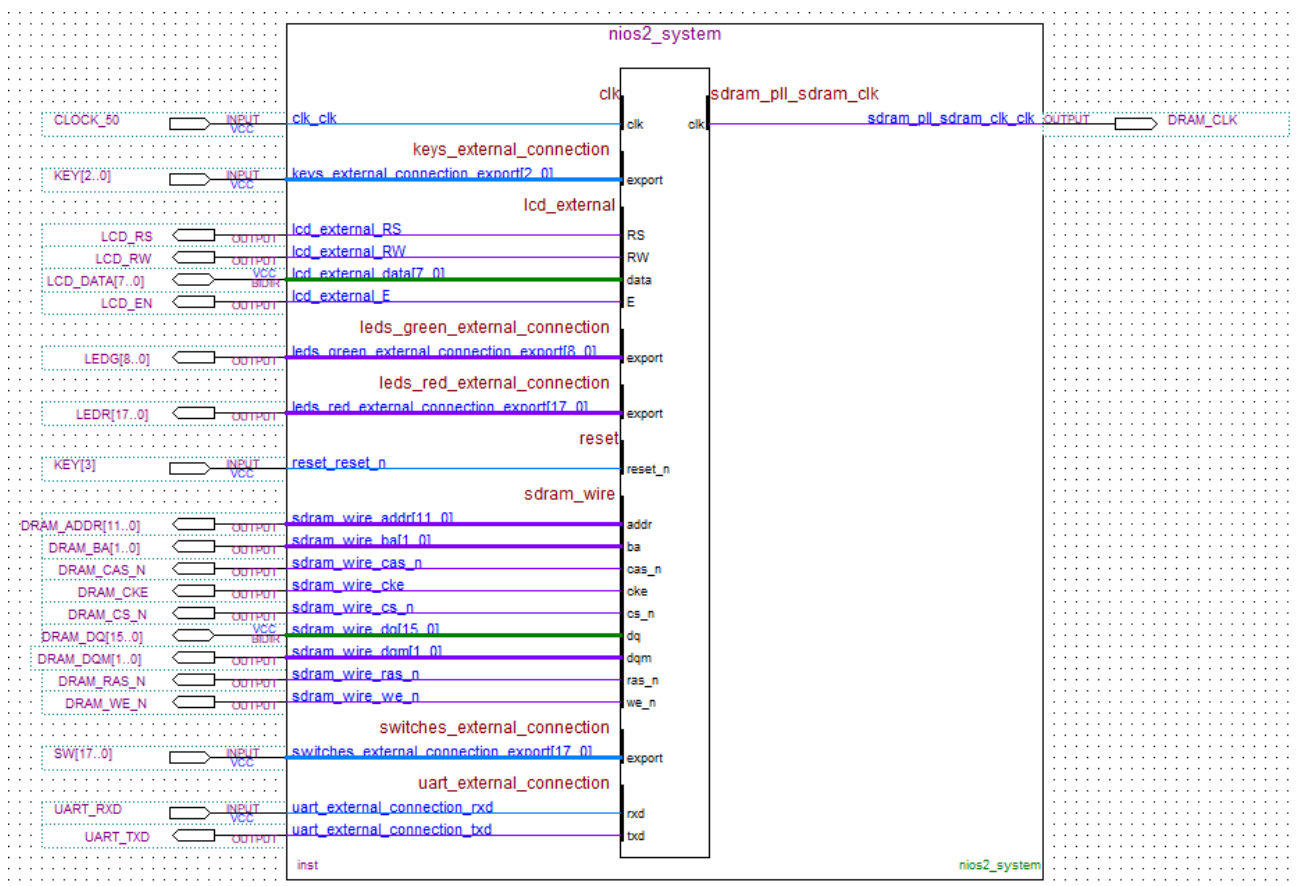 nios2_system
clk sdram_pll_sdram_clk
CLOCK_50 INPUT VCC clk_clk clk clk sdram_pll_sdram_clk_clk OUTPUT DRAM_CLK
keys_external_connection
KEY[2..0] INPUT VCC keys_external_connection_export[2..0] export
lcd_external
LCD_RS OUTPUT lcd_external_RS RS
LCD_RW OUTPUT lcd_external_RW RW
LCD_DATA[7..0] VCC BIDIR lcd_external_data[7..0] data
LCD_EN OUTPUT lcd_external_E E
leds_green_external_connection
LEDG[8..0] OUTPUT leds_green_external_connection_export[8..0] export
leds_red_external_connection
LEDR[17..0] OUTPUT leds_red_external_connection_export[17..0] export
reset
KEY[3] INPUT VCC reset_reset_n reset_n
sdram_wire
DRAM_ADDR[11..0] OUTPUT sdram_wire_addr[11..0] addr
DRAM_BA[1..0] OUTPUT sdram_wire_ba[1..0] ba
DRAM_CAS_N OUTPUT sdram_wire_cas_n cas_n
DRAM_CKE OUTPUT sdram_wire_cke cke
DRAM_CS_N OUTPUT sdram_wire_cs_n cs_n
DRAM_DQ[15..0] VCC BIDIR sdram_wire_dq[15..0] dq
DRAM_DQM[1..0] OUTPUT sdram_wire_dqm[1..0] dqm
DRAM_RAS_N OUTPUT sdram_wire_ras_n ras_n
DRAM_WE_N OUTPUT sdram_wire_we_n we_n
switches_external_connection
SW[17..0] INPUT VCC switches_external_connection_export[17..0] export
uart_external_connection
UART_RXD INPUT VCC uart_external_connection_rxd rxd
UART_TXD OUTPUT uart_external_connection_txd txd
inst nios2_system